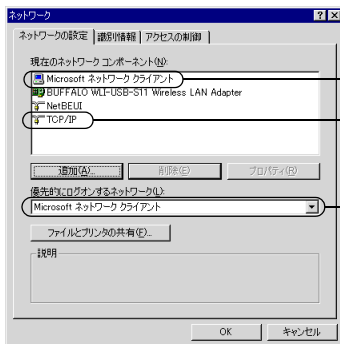 ネットワーク
ネットワークの設定 識別情報 アクセスの制御
現在のネットワーク コンポーネント(N):
Microsoft ネットワーク クライアント
BUFFALO WLI-USB-S11 Wireless LAN Adapter
NetBEUI
TCP/IP
追加(A)... 削除(E) プロパティ(R)
優先的にログオンするネットワーク(L):
Microsoft ネットワーク クライアント
ファイルとプリンタの共有(F)...
説明
OK キャンセル